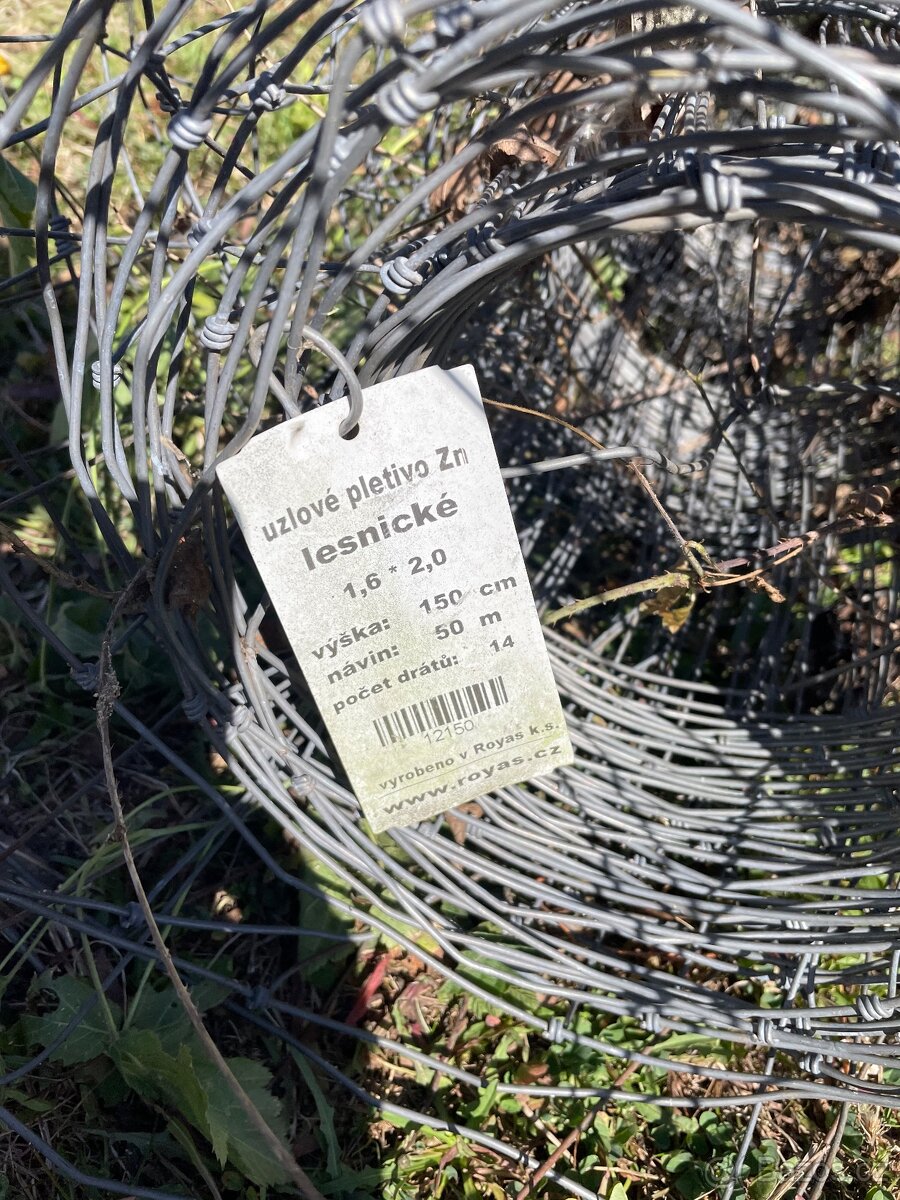 uzlové pletivo Zn
lesnické
1,6 * 2,0
výška: 150 cm
návin: 50 m
počet drátů: 14
12150
vyrobeno v Royas k.s.
www.royas.cz